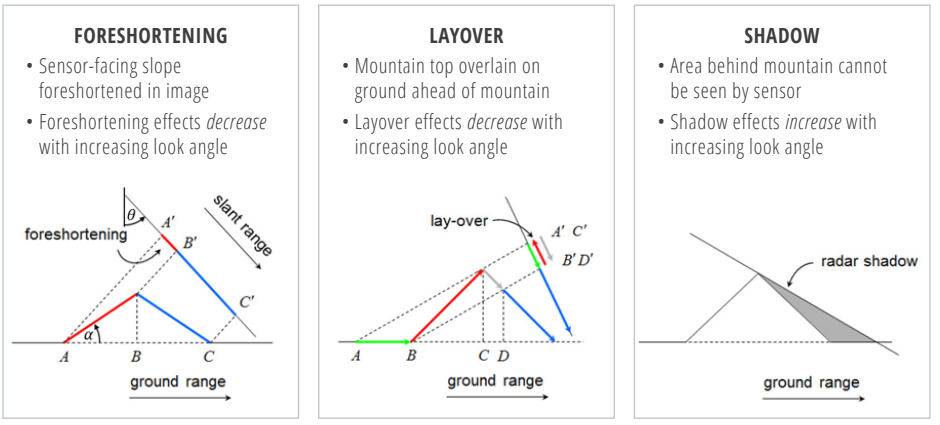 FORESHORTENING
• Sensor-facing slope
foreshortened in image
• Foreshortening effects decrease
with increasing look angle
θ
A′
B′
C′
slant range
foreshortening
α
A
B
C
ground range
LAYOVER
• Mountain top overlain on
ground ahead of mountain
• Layover effects decrease with
increasing look angle
lay-over
A′ C′
B′ D′
A
B
C
D
ground range
SHADOW
• Area behind mountain cannot
be seen by sensor
• Shadow effects increase with
increasing look angle
radar shadow
ground range